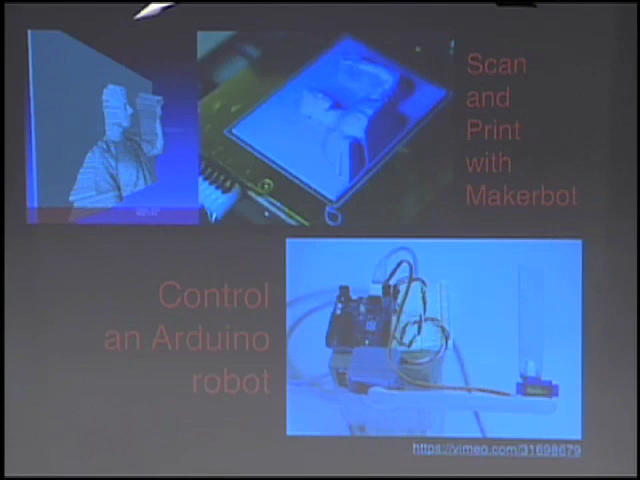 Scan
and
Print
with
Makerbot
Control
an Arduino
robot
https://vimeo.com/31698679